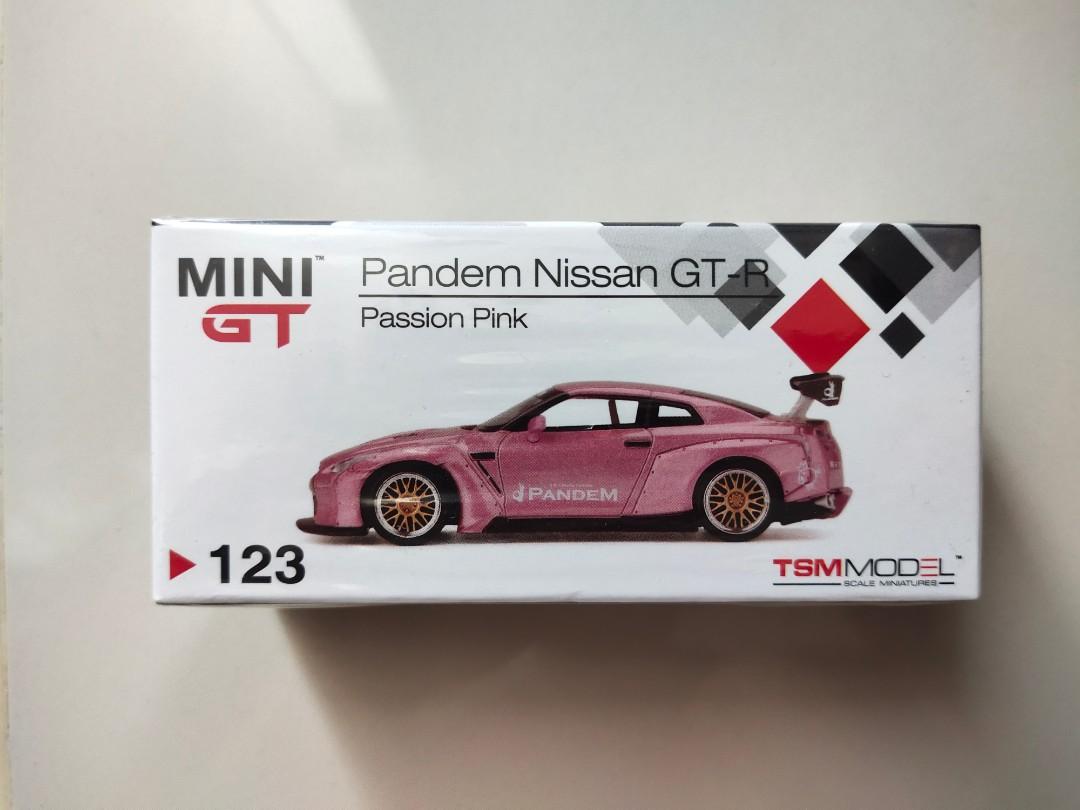 MINI™
GT
Pandem Nissan GT-R
Passion Pink
PANDEM
123
TSMMODEL™
SCALE MINIATURES